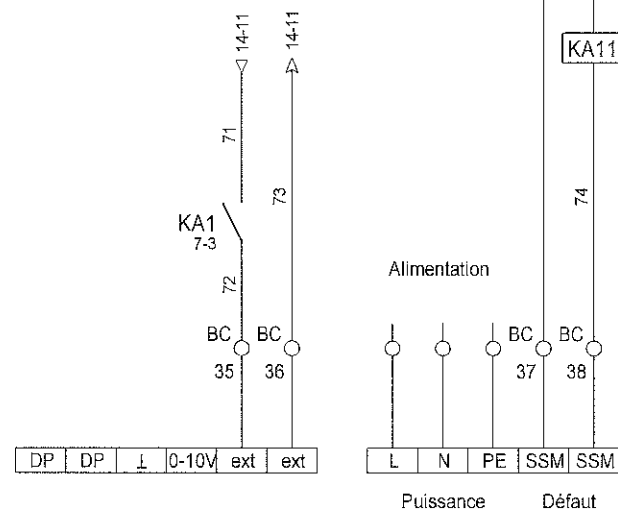 14-11 14-11
KA11
71
73
74
KA1
7-3
72
Alimentation
BC BC BC BC
35 36 37 38
DP DP ⊥ 0-10V ext ext L N PE SSM SSM
Puissance Défaut